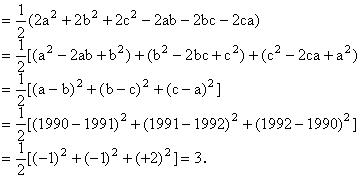 = 1/2(2a² + 2b² + 2c² − 2ab − 2bc − 2ca)
= 1/2[(a² − 2ab + b²) + (b² − 2bc + c²) + (c² − 2ca + a²)
= 1/2[(a − b)² + (b − c)² + (c − a)²]
= 1/2[(1990 − 1991)² + (1991 − 1992)² + (1992 − 1990)²]
= 1/2[(−1)² + (−1)² + (+2)²] = 3.